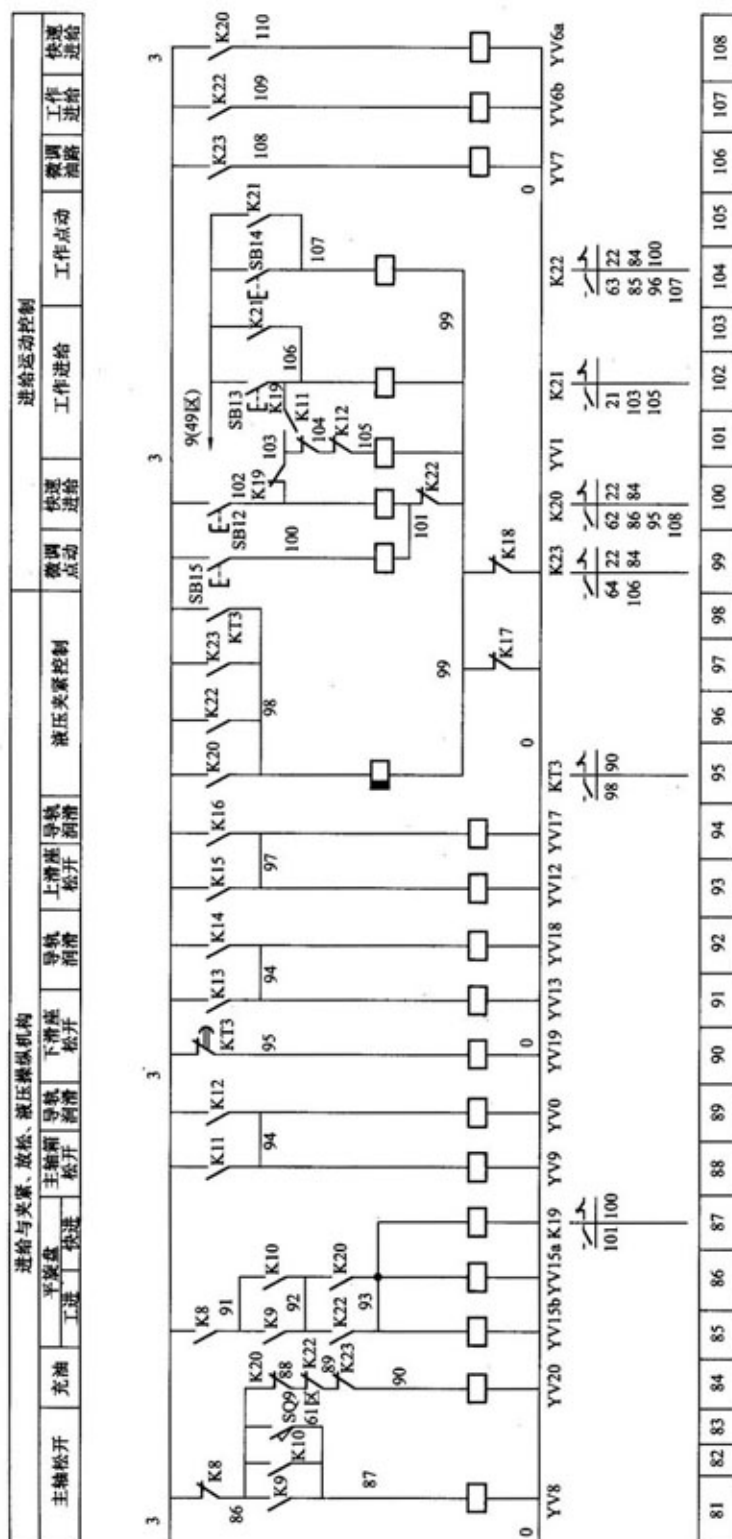 进给与夹紧、放松、液压操纵机构
进给运动控制
主轴松开
充油
平旋盘
工进
快进
主轴箱
松开
导轨
润滑
下滑座
松开
导轨
润滑
上滑座
松开
导轨
润滑
液压夹紧控制
微调
点动
快速
进给
工作进给
工作点动
微调
油路
工作
进给
快速
进给
3
3
3
3
K8
86
K9
K10
SQ9
61区
87
K20
88
K22
89
K23
90
K8
91
K9
K10
92
K22
K20
93
K11
94
K12
KT3
95
K13
94
K14
K15
97
K16
K20
K22
K23
KT3
98
99
K17
K18
SB15
100
SB12
102
K19
101
K22
9(49区)
103
K11
104
K12
105
SB13
K19
K21
106
SB14
K21
107
99
K23
108
K22
109
K20
110
0
0
0
0
YV8
YV20
YV15b
YV15a
K19
YV9
YV0
YV19
YV13
YV18
YV12
YV17
KT3
K23
K20
YV1
K21
K22
YV7
YV6b
YV6a
101 100
98 90
64 22
106 84
62 22
86 84
95
108
21
103
105
63 22
85 84
96 100
107
81 82 83 84 85 86 87 88 89 90 91 92 93 94 95 96 97 98 99 100 101 102 103 104 105 106 107 108